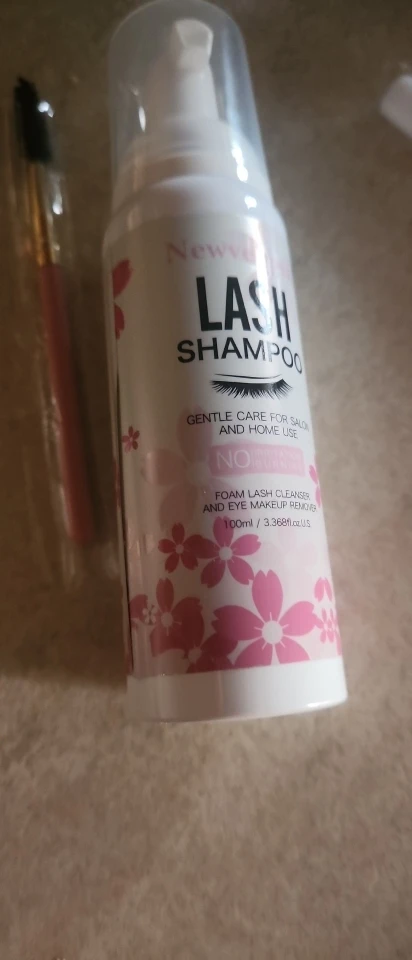 LASH
SHAMPOO
GENTLE CARE FOR SALON
AND HOME USE
NO
FOAM LASH CLEANSER
AND EYE MAKEUP REMOVER
100ml / 3.368fl.oz.U.S.